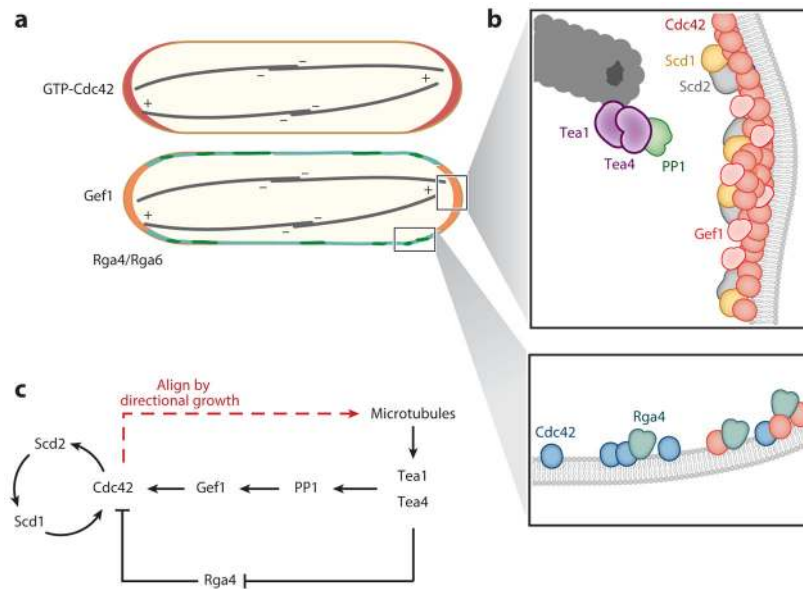 a
GTP-Cdc42
−
−
+
+
−
−
Gef1
−
−
+
+
−
−
Rga4/Rga6
b
Cdc42
Scd1
Scd2
Tea1
Tea4
PP1
Gef1
Cdc42
Rga4
c
Align by
directional growth
Microtubules
Scd2
Tea1
Cdc42
Gef1
PP1
Tea4
Scd1
Rga4